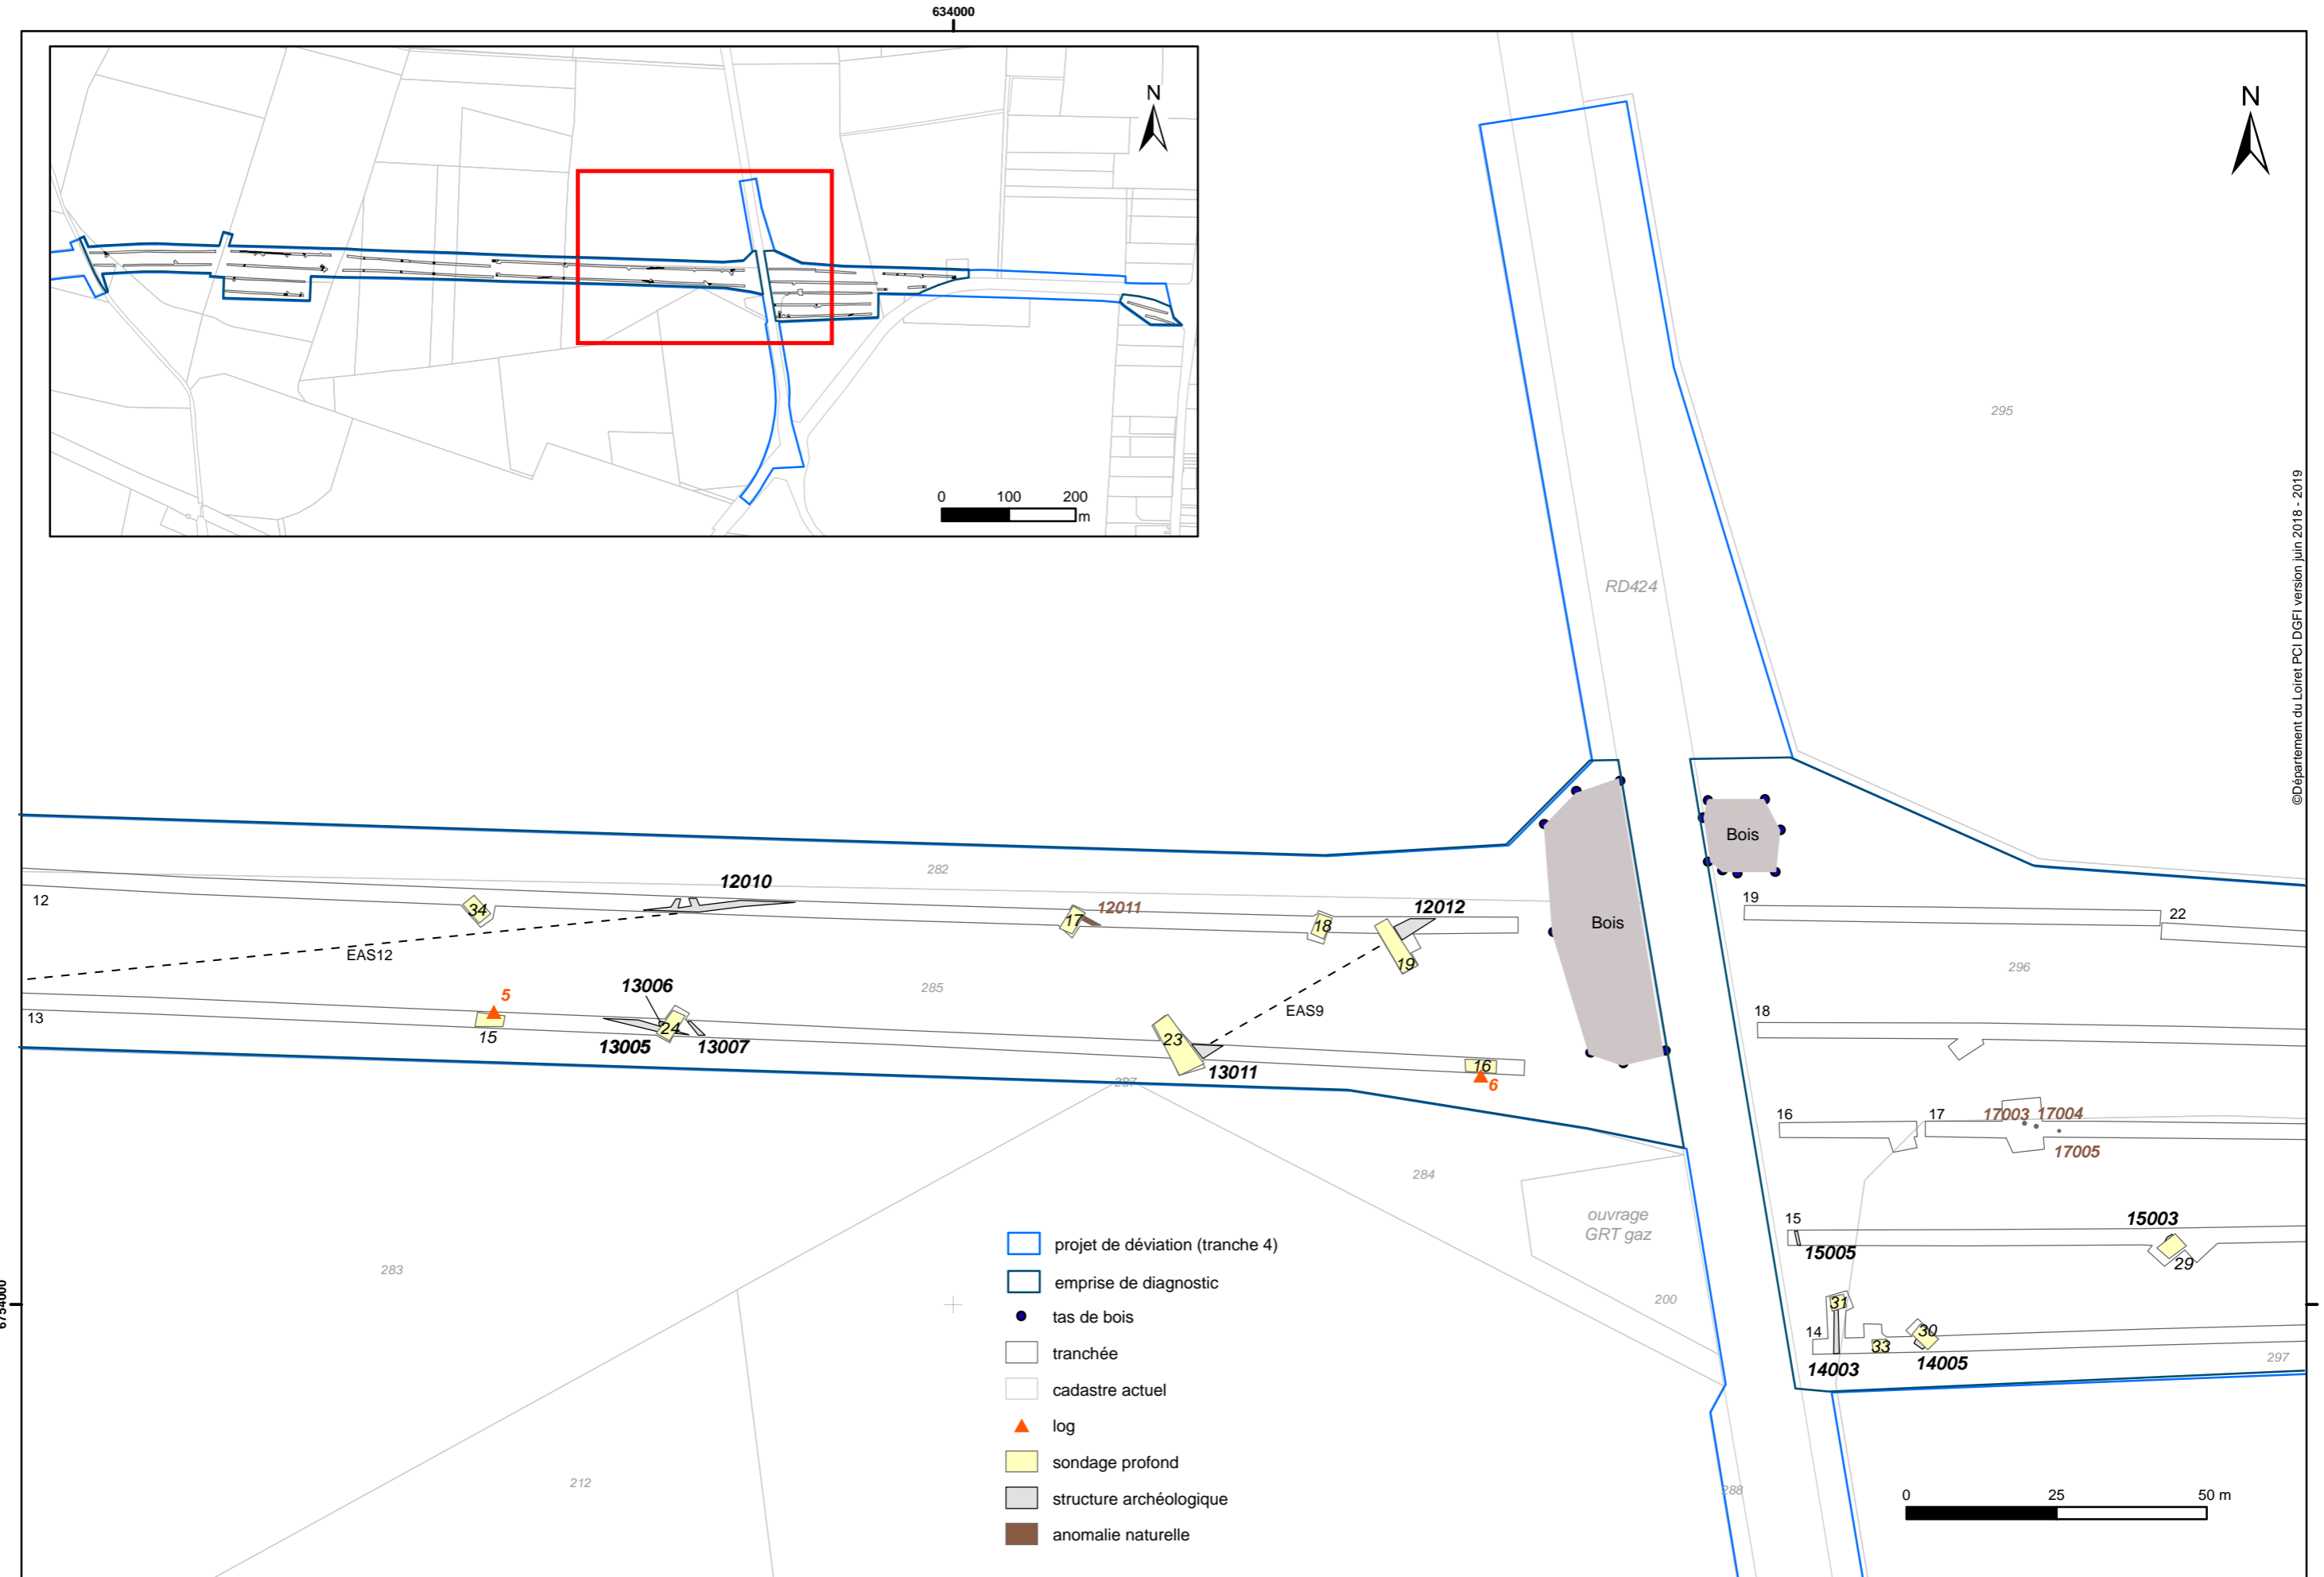 634000
N
0 100 200
m
N
295
©Département du Loiret PCI DGFI version juin 2018 - 2019
RD424
Bois
282
12010
12
34
17
12011
18
12012
19
Bois
19
22
EAS12
285
296
5
13006
13
15
24
13005
13007
23
EAS9
13011
16
6
18
287
16
17
17003
17004
17005
284
ouvrage
GRT gaz
15
15003
15005
29
283
6754000
200
31
14
33
30
14003
14005
297
projet de déviation (tranche 4)
emprise de diagnostic
tas de bois
tranchée
cadastre actuel
log
sondage profond
structure archéologique
anomalie naturelle
212
288
0 25 50 m